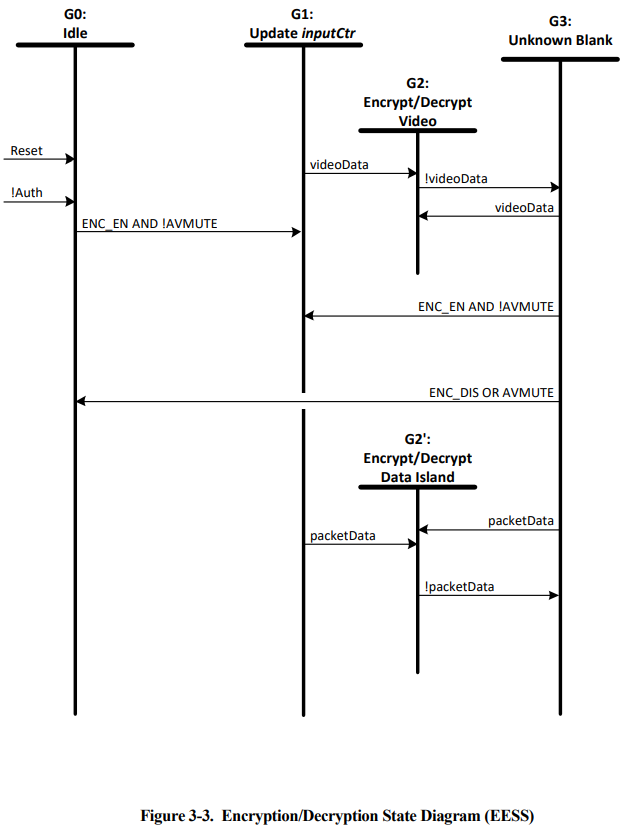 G0:
Idle
G1:
Update inputCtr
G3:
Unknown Blank
G2:
Encrypt/Decrypt
Video
Reset
videoData
!videoData
!Auth
videoData
ENC_EN AND !AVMUTE
ENC_EN AND !AVMUTE
ENC_DIS OR AVMUTE
G2':
Encrypt/Decrypt
Data Island
packetData
packetData
!packetData
Figure 3-3. Encryption/Decryption State Diagram (EESS)